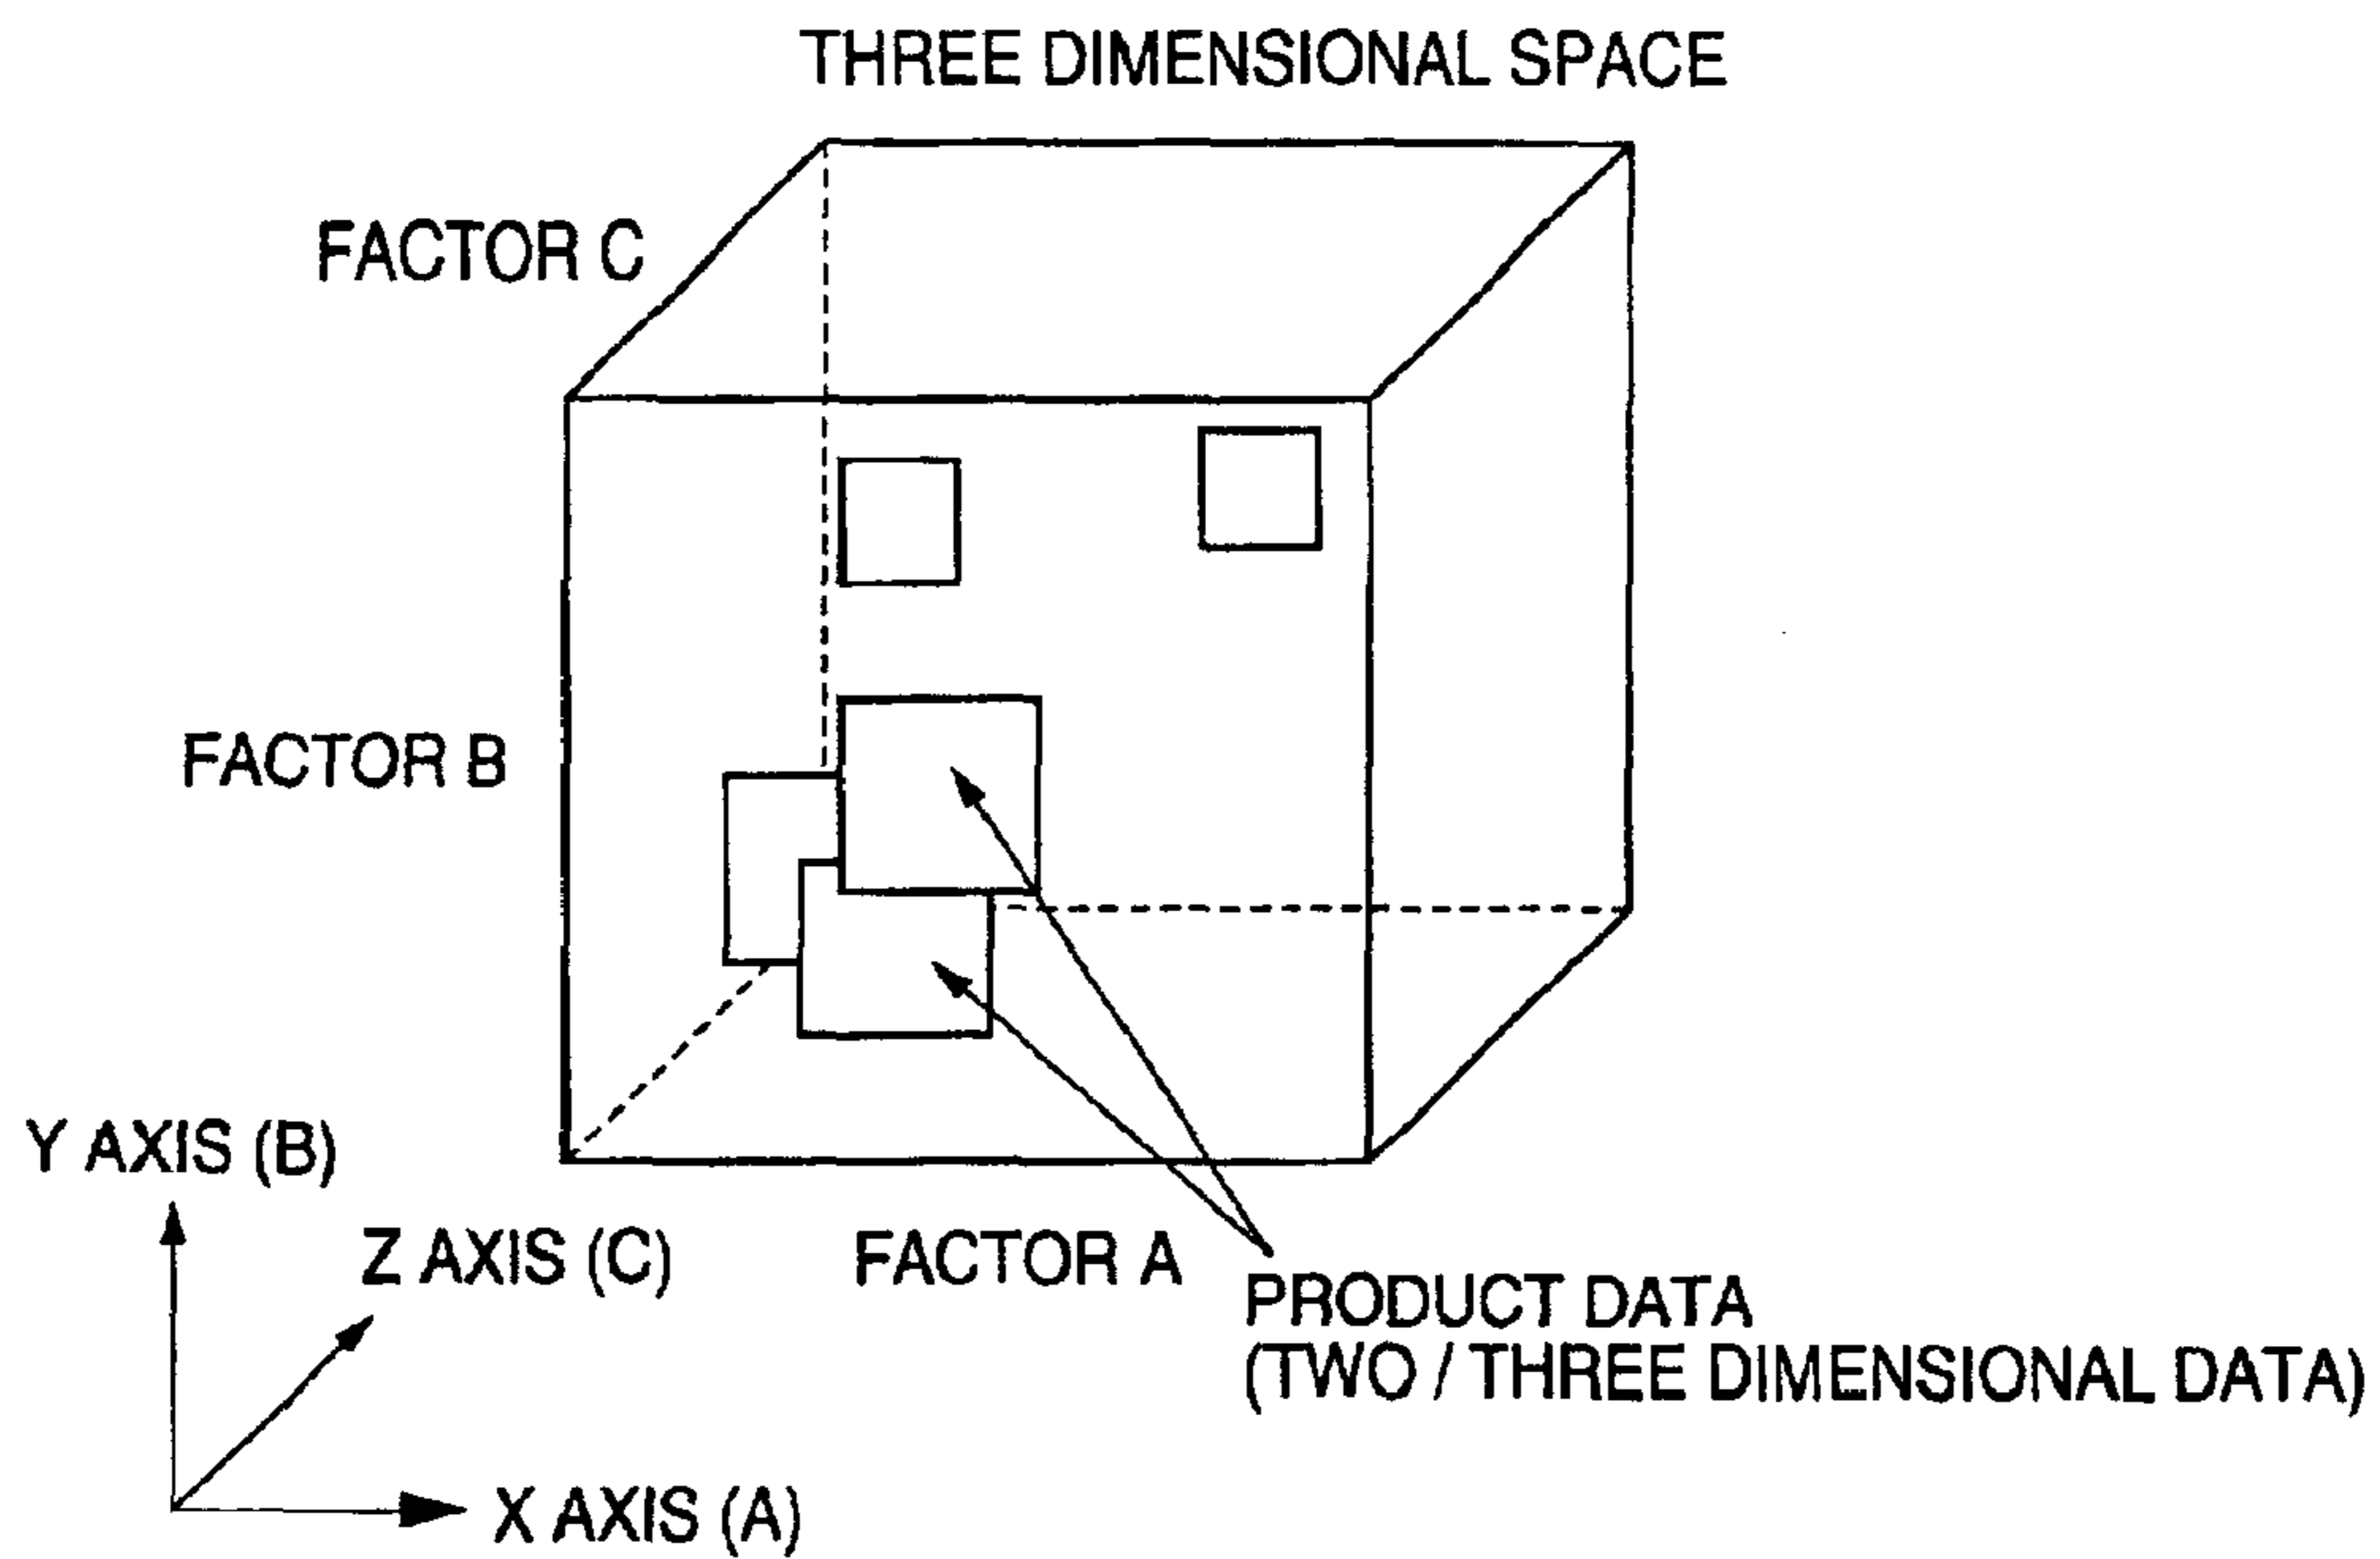 THREE DIMENSIONAL SPACE
FACTOR C
FACTOR B
Y AXIS (B)
Z AXIS (C)
FACTOR A
PRODUCT DATA
(TWO / THREE DIMENSIONAL DATA)
X AXIS (A)